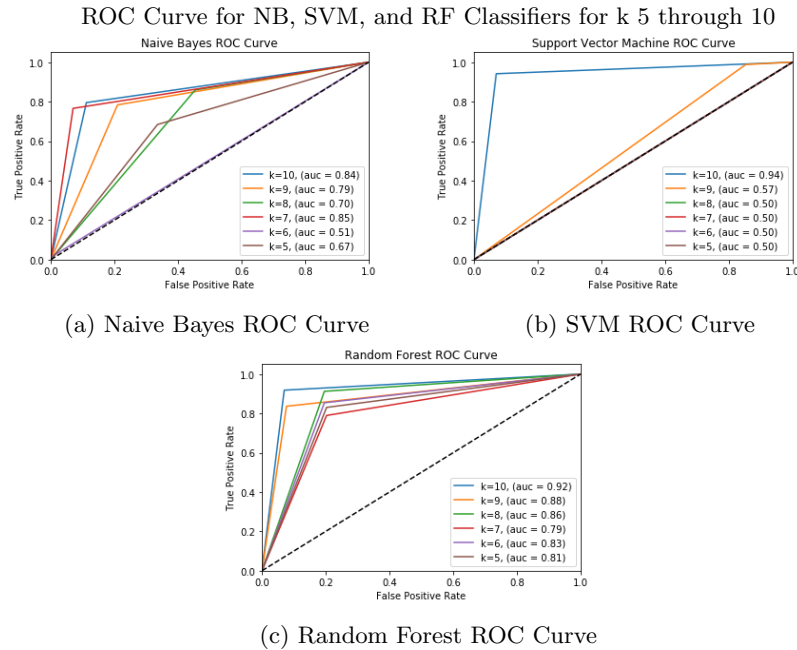 ROC Curve for NB, SVM, and RF Classifiers for k 5 through 10
Naive Bayes ROC Curve
1.0
0.8
0.6
0.4
0.2
0.0
True Positive Rate
k=10, (auc = 0.84)
k=9, (auc = 0.79)
k=8, (auc = 0.70)
k=7, (auc = 0.85)
k=6, (auc = 0.51)
k=5, (auc = 0.67)
0.0 0.2 0.4 0.6 0.8 1.0
False Positive Rate
(a) Naive Bayes ROC Curve
Support Vector Machine ROC Curve
1.0
0.8
0.6
0.4
0.2
0.0
True Positive Rate
k=10, (auc = 0.94)
k=9, (auc = 0.57)
k=8, (auc = 0.50)
k=7, (auc = 0.50)
k=6, (auc = 0.50)
k=5, (auc = 0.50)
0.0 0.2 0.4 0.6 0.8 1.0
False Positive Rate
(b) SVM ROC Curve
Random Forest ROC Curve
1.0
0.8
0.6
0.4
0.2
0.0
True Positive Rate
k=10, (auc = 0.92)
k=9, (auc = 0.88)
k=8, (auc = 0.86)
k=7, (auc = 0.79)
k=6, (auc = 0.83)
k=5, (auc = 0.81)
0.0 0.2 0.4 0.6 0.8 1.0
False Positive Rate
(c) Random Forest ROC Curve